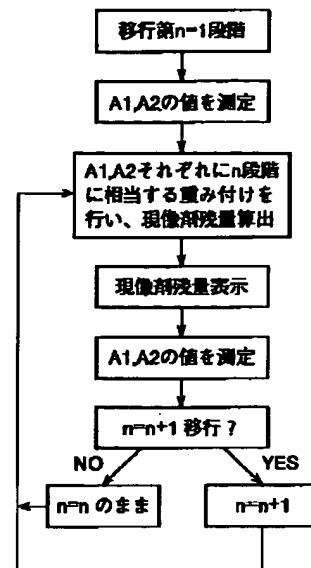 移行第n-1段階
A1,A2の値を測定
A1,A2それぞれにn段階
に相当する重み付けを
行い、現像剤残量算出
現像剤残量表示
A1,A2の値を測定
n=n+1 移行？
NO
YES
n=n のまま
n=n+1